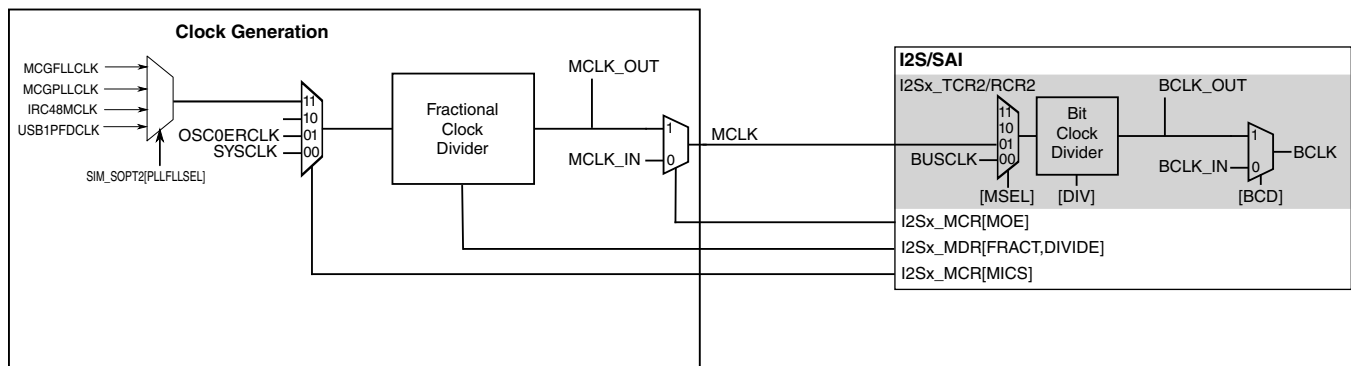 Clock Generation
MCGFLLCLK
MCGPLLCLK
IRC48MCLK
USB1PFDCLK
SIM_SOPT2[PLLFLLSEL]
11
10
OSC0ERCLK 01
SYSCLK 00
Fractional
Clock
Divider
MCLK_OUT
1
MCLK_IN 0
MCLK
I2S/SAI
I2Sx_TCR2/RCR2
11
10
01
BUSCLK 00
[MSEL]
Bit
Clock
Divider
[DIV]
BCLK_OUT
1
BCLK_IN 0
BCLK
[BCD]
I2Sx_MCR[MOE]
I2Sx_MDR[FRACT,DIVIDE]
I2Sx_MCR[MICS]